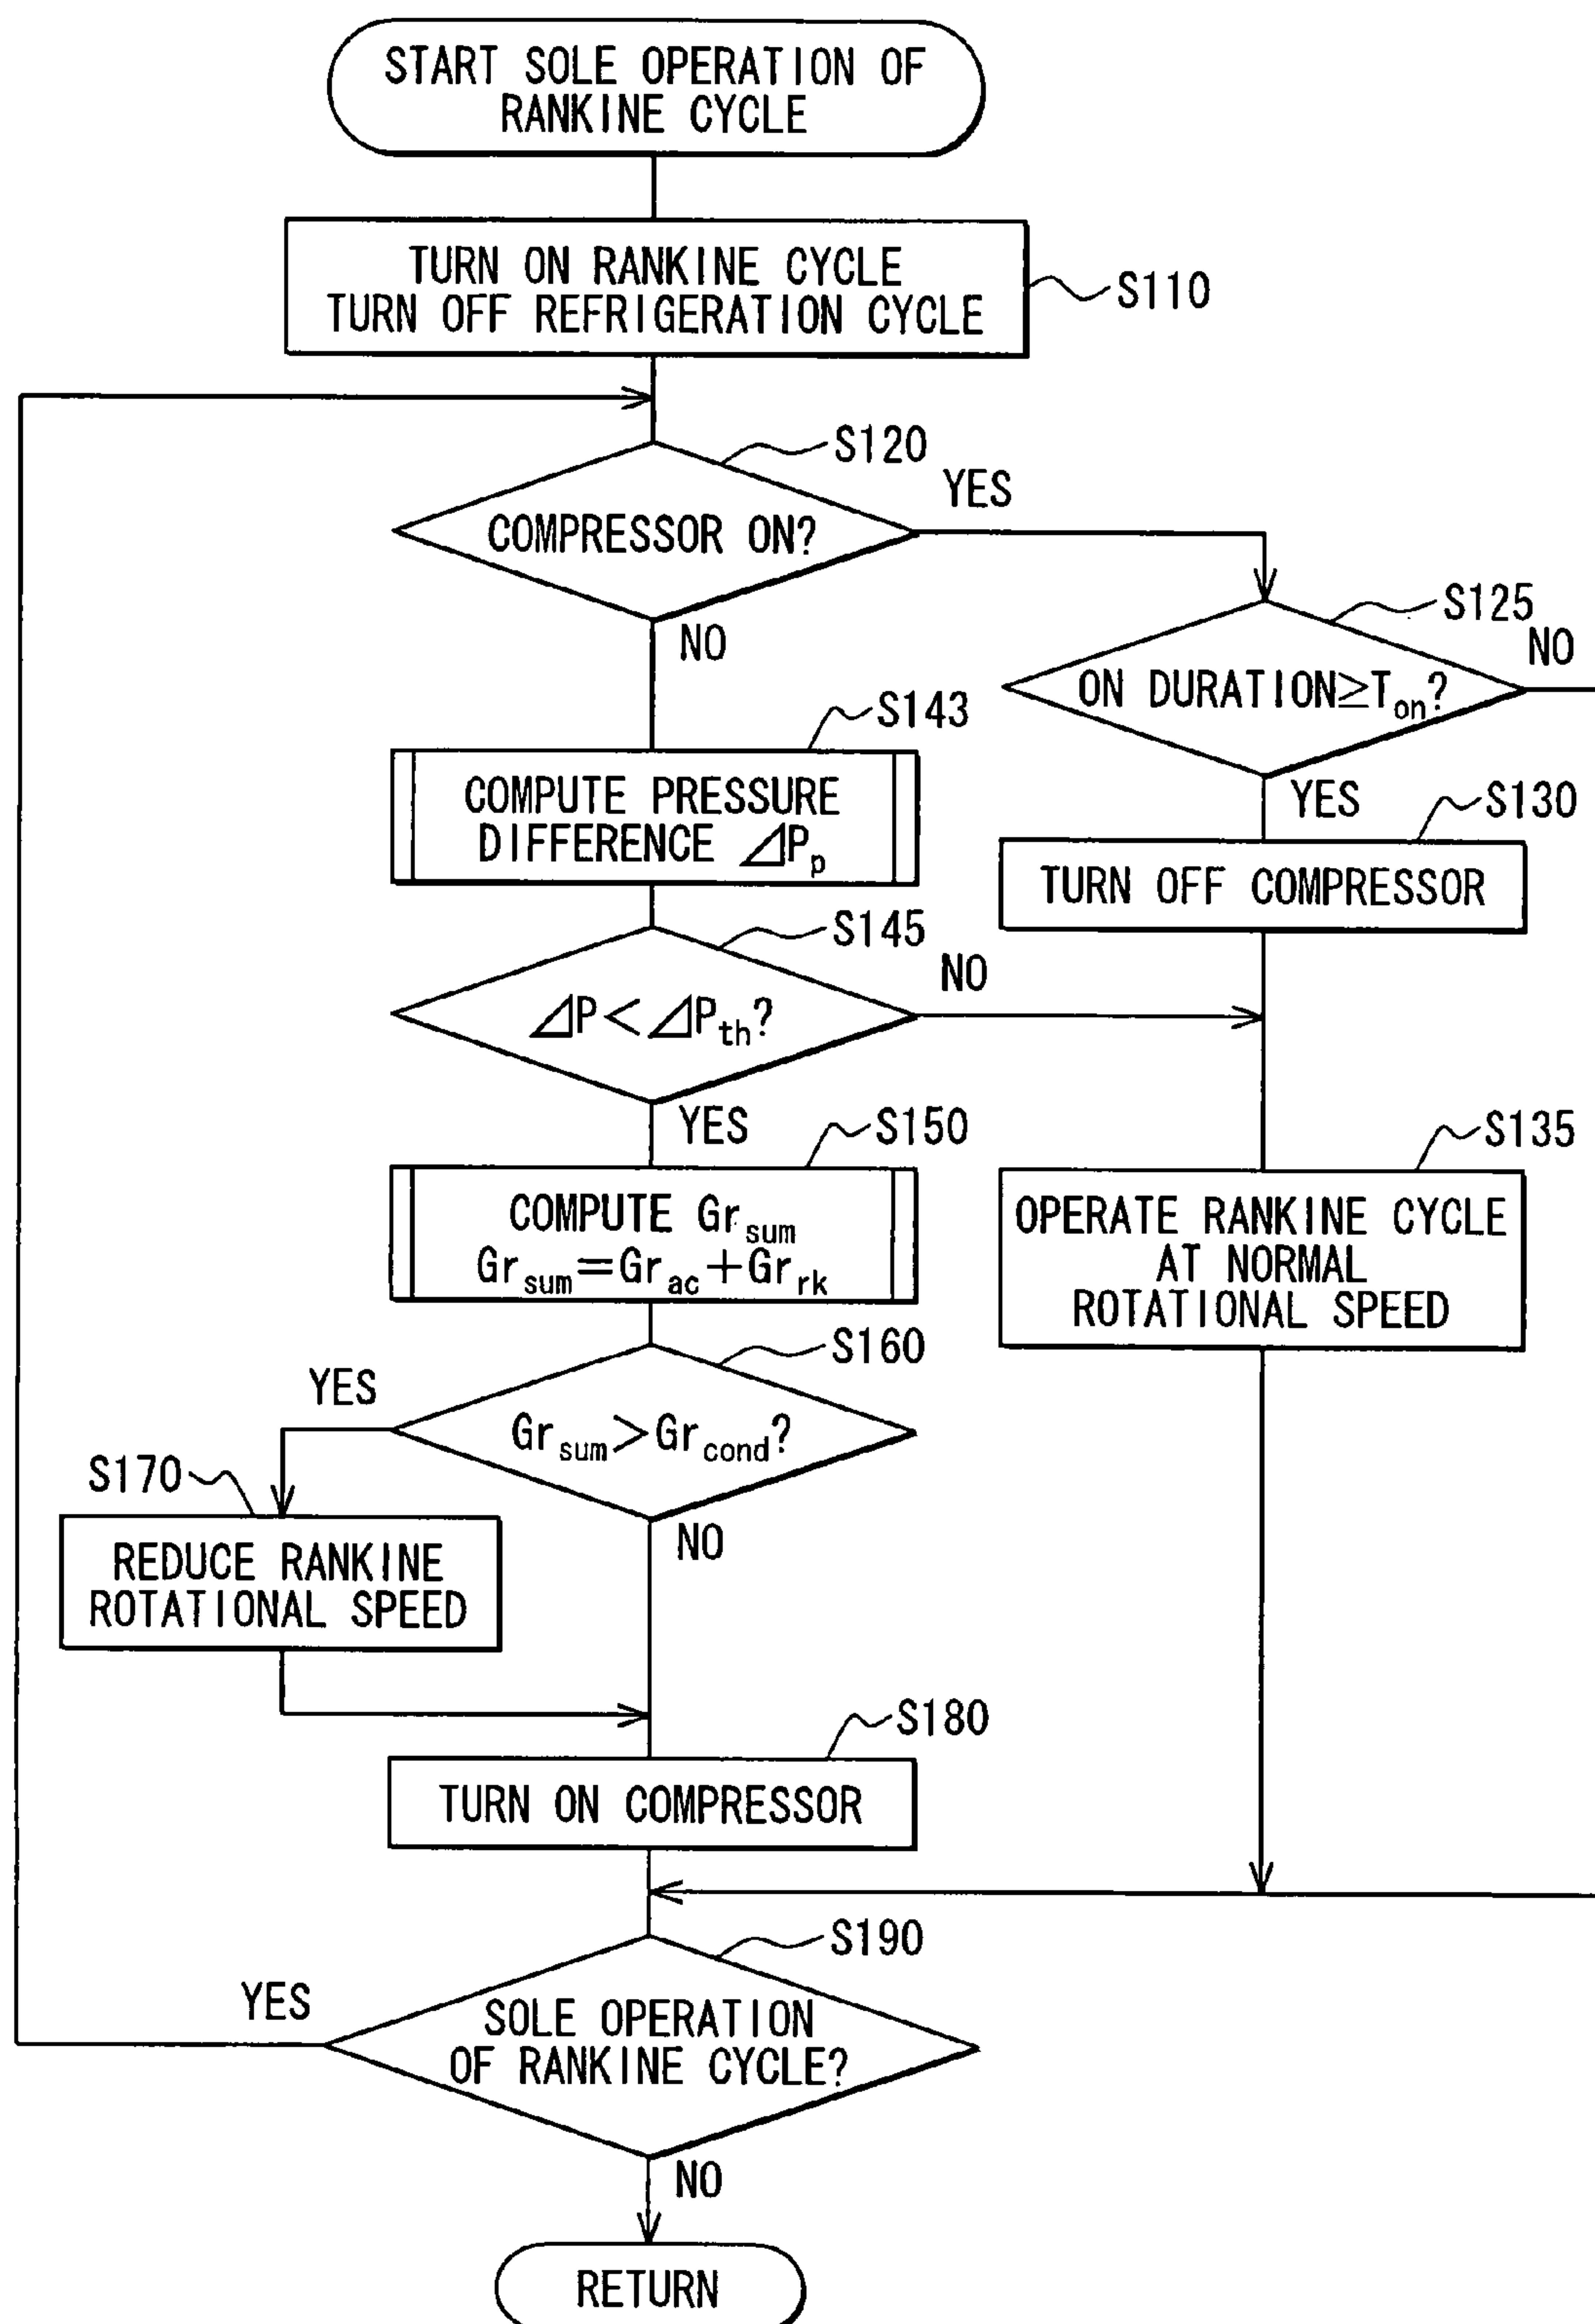 START SOLE OPERATION OF
RANKINE CYCLE
TURN ON RANKINE CYCLE
TURN OFF REFRIGERATION CYCLE
S110
S120
COMPRESSOR ON?
YES
NO
S125
ON DURATION≥Ton?
NO
YES
S130
TURN OFF COMPRESSOR
S143
COMPUTE PRESSURE
DIFFERENCE ⊿Pp
S145
⊿P<⊿Pth?
NO
YES
S135
OPERATE RANKINE CYCLE
AT NORMAL
ROTATIONAL SPEED
S150
COMPUTE Grsum
Grsum=Grac+Grrk
S160
Grsum>Grcond?
YES
NO
S170
REDUCE RANKINE
ROTATIONAL SPEED
S180
TURN ON COMPRESSOR
S190
SOLE OPERATION
OF RANKINE CYCLE?
YES
NO
RETURN